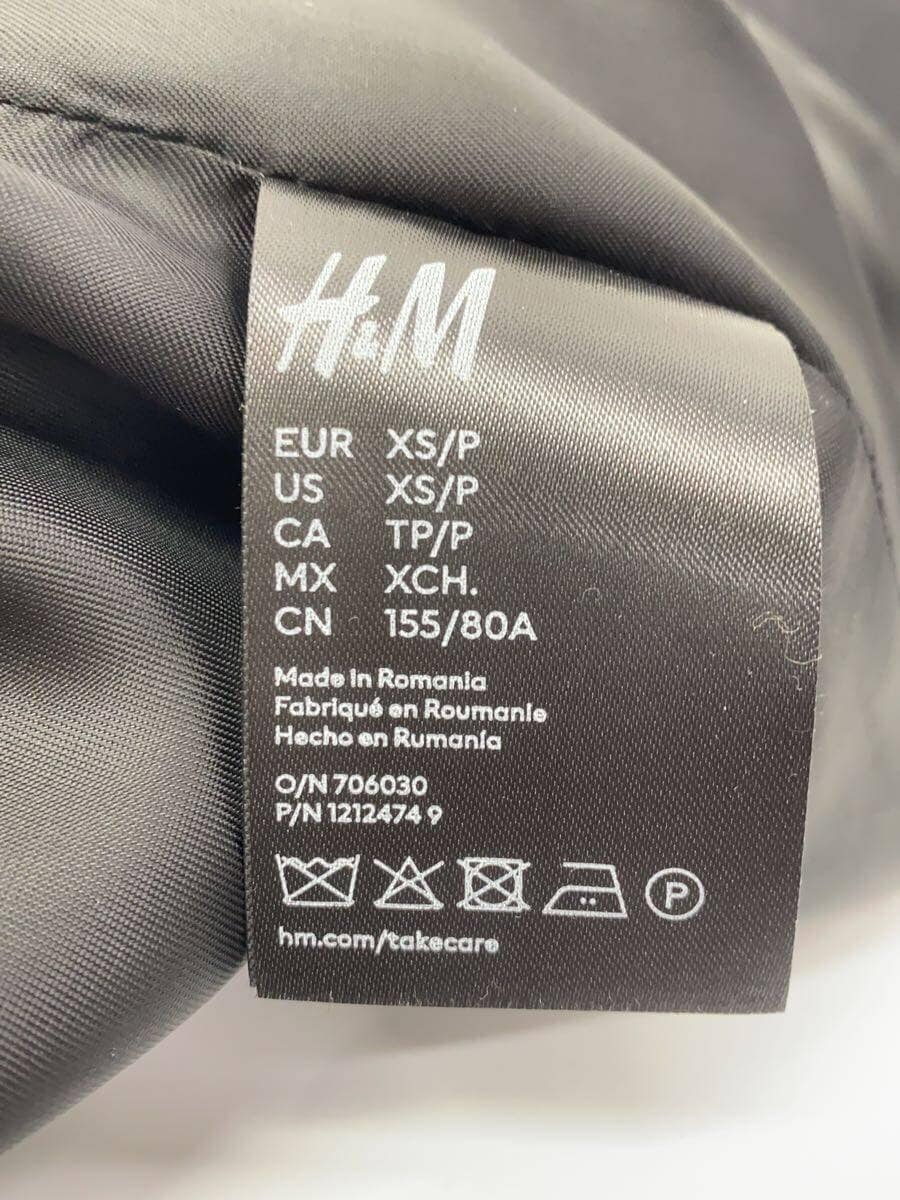 H&M
EUR XS/P
US XS/P
CA TP/P
MX XCH.
CN 155/80A
Made in Romania
Fabriqué en Roumanie
Hecho en Rumanía
O/N 706030
P/N 1212474 9
P
hm.com/takecare